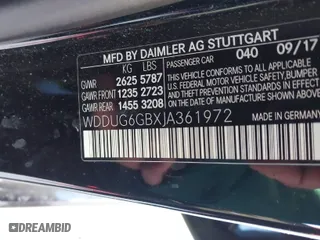 MFD BY DAIMLER AG STUTTGART
PASSENGER CAR 040 09/17
KG LBS
GVWR 2625 5787
GAWR FRONT 1235 2723
GAWR REAR 1455 3208
THIS VEHICLE CONFORMS TO ALL APPLICABLE
U.S. FEDERAL MOTOR VEHICLE SAFETY, BUMPER,
AND THEFT PREVENTION STANDARDS IN EFFECT
ON THE DATE OF MANUFACTURE SHOWN ABOVE.
WDDUG6GBXJA361972
MADE IN GERMANY
DREAMBID